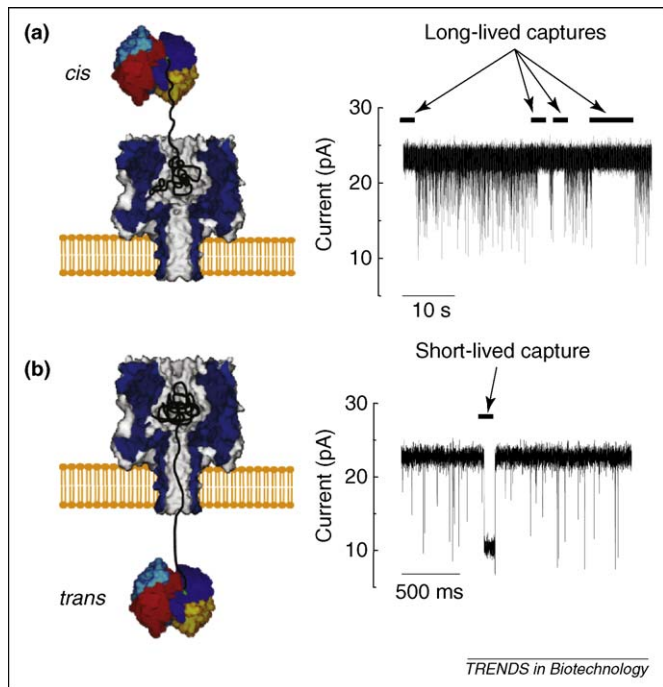 (a)
cis
Long-lived captures
30
20
10
Current (pA)
10 s
(b)
trans
Short-lived capture
30
20
10
Current (pA)
500 ms
TRENDS in Biotechnology